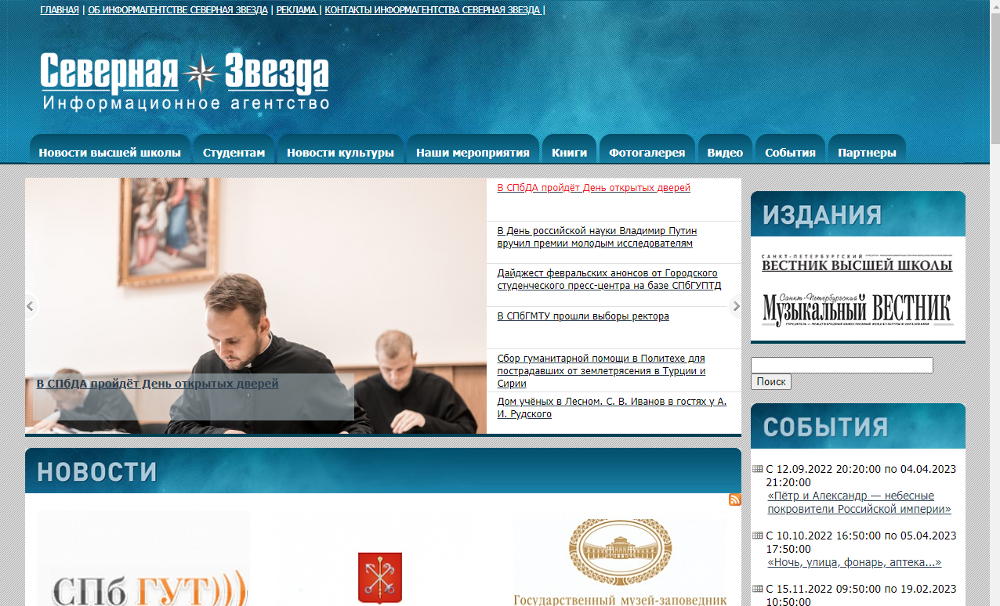 ГЛАВНАЯ | ОБ ИНФОРМАГЕНТСТВЕ СЕВЕРНАЯ ЗВЕЗДА | РЕКЛАМА | КОНТАКТЫ ИНФОРМАГЕНТСТВА СЕВЕРНАЯ ЗВЕЗДА |
Северная Звезда
Информационное агентство
Новости высшей школы Студентам Новости культуры Наши мероприятия Книги Фотогалерея Видео События Партнеры
В СПбДА пройдёт День открытых дверей
В СПбДА пройдёт День открытых дверей
В День российской науки Владимир Путин
вручил премии молодым исследователям
Дайджест февральских анонсов от Городского
студенческого пресс-центра на базе СПбГУПТД
В СПбГМТУ прошли выборы ректора
Сбор гуманитарной помощи в Политехе для
пострадавших от землетрясения в Турции и
Сирии
Дом учёных в Лесном. С. В. Иванов в гостях у А.
И. Рудского
НОВОСТИ
СПб ГУТ)))
Государственный музей-заповедник
ИЗДАНИЯ
САНКТ-ПЕТЕРБУРГСКИЙ
ВЕСТНИК ВЫСШЕЙ ШКОЛЫ
Санкт-Петербургский
Музыкальный ВЕСТНИК
Поиск
СОБЫТИЯ
С 12.09.2022 20:20:00 по 04.04.2023
21:20:00
«Пётр и Александр — небесные
покровители Российской империи»
С 10.10.2022 16:50:00 по 05.04.2023
17:50:00
«Ночь, улица, фонарь, аптека...»
С 15.11.2022 09:50:00 по 19.02.2023
10:50:00